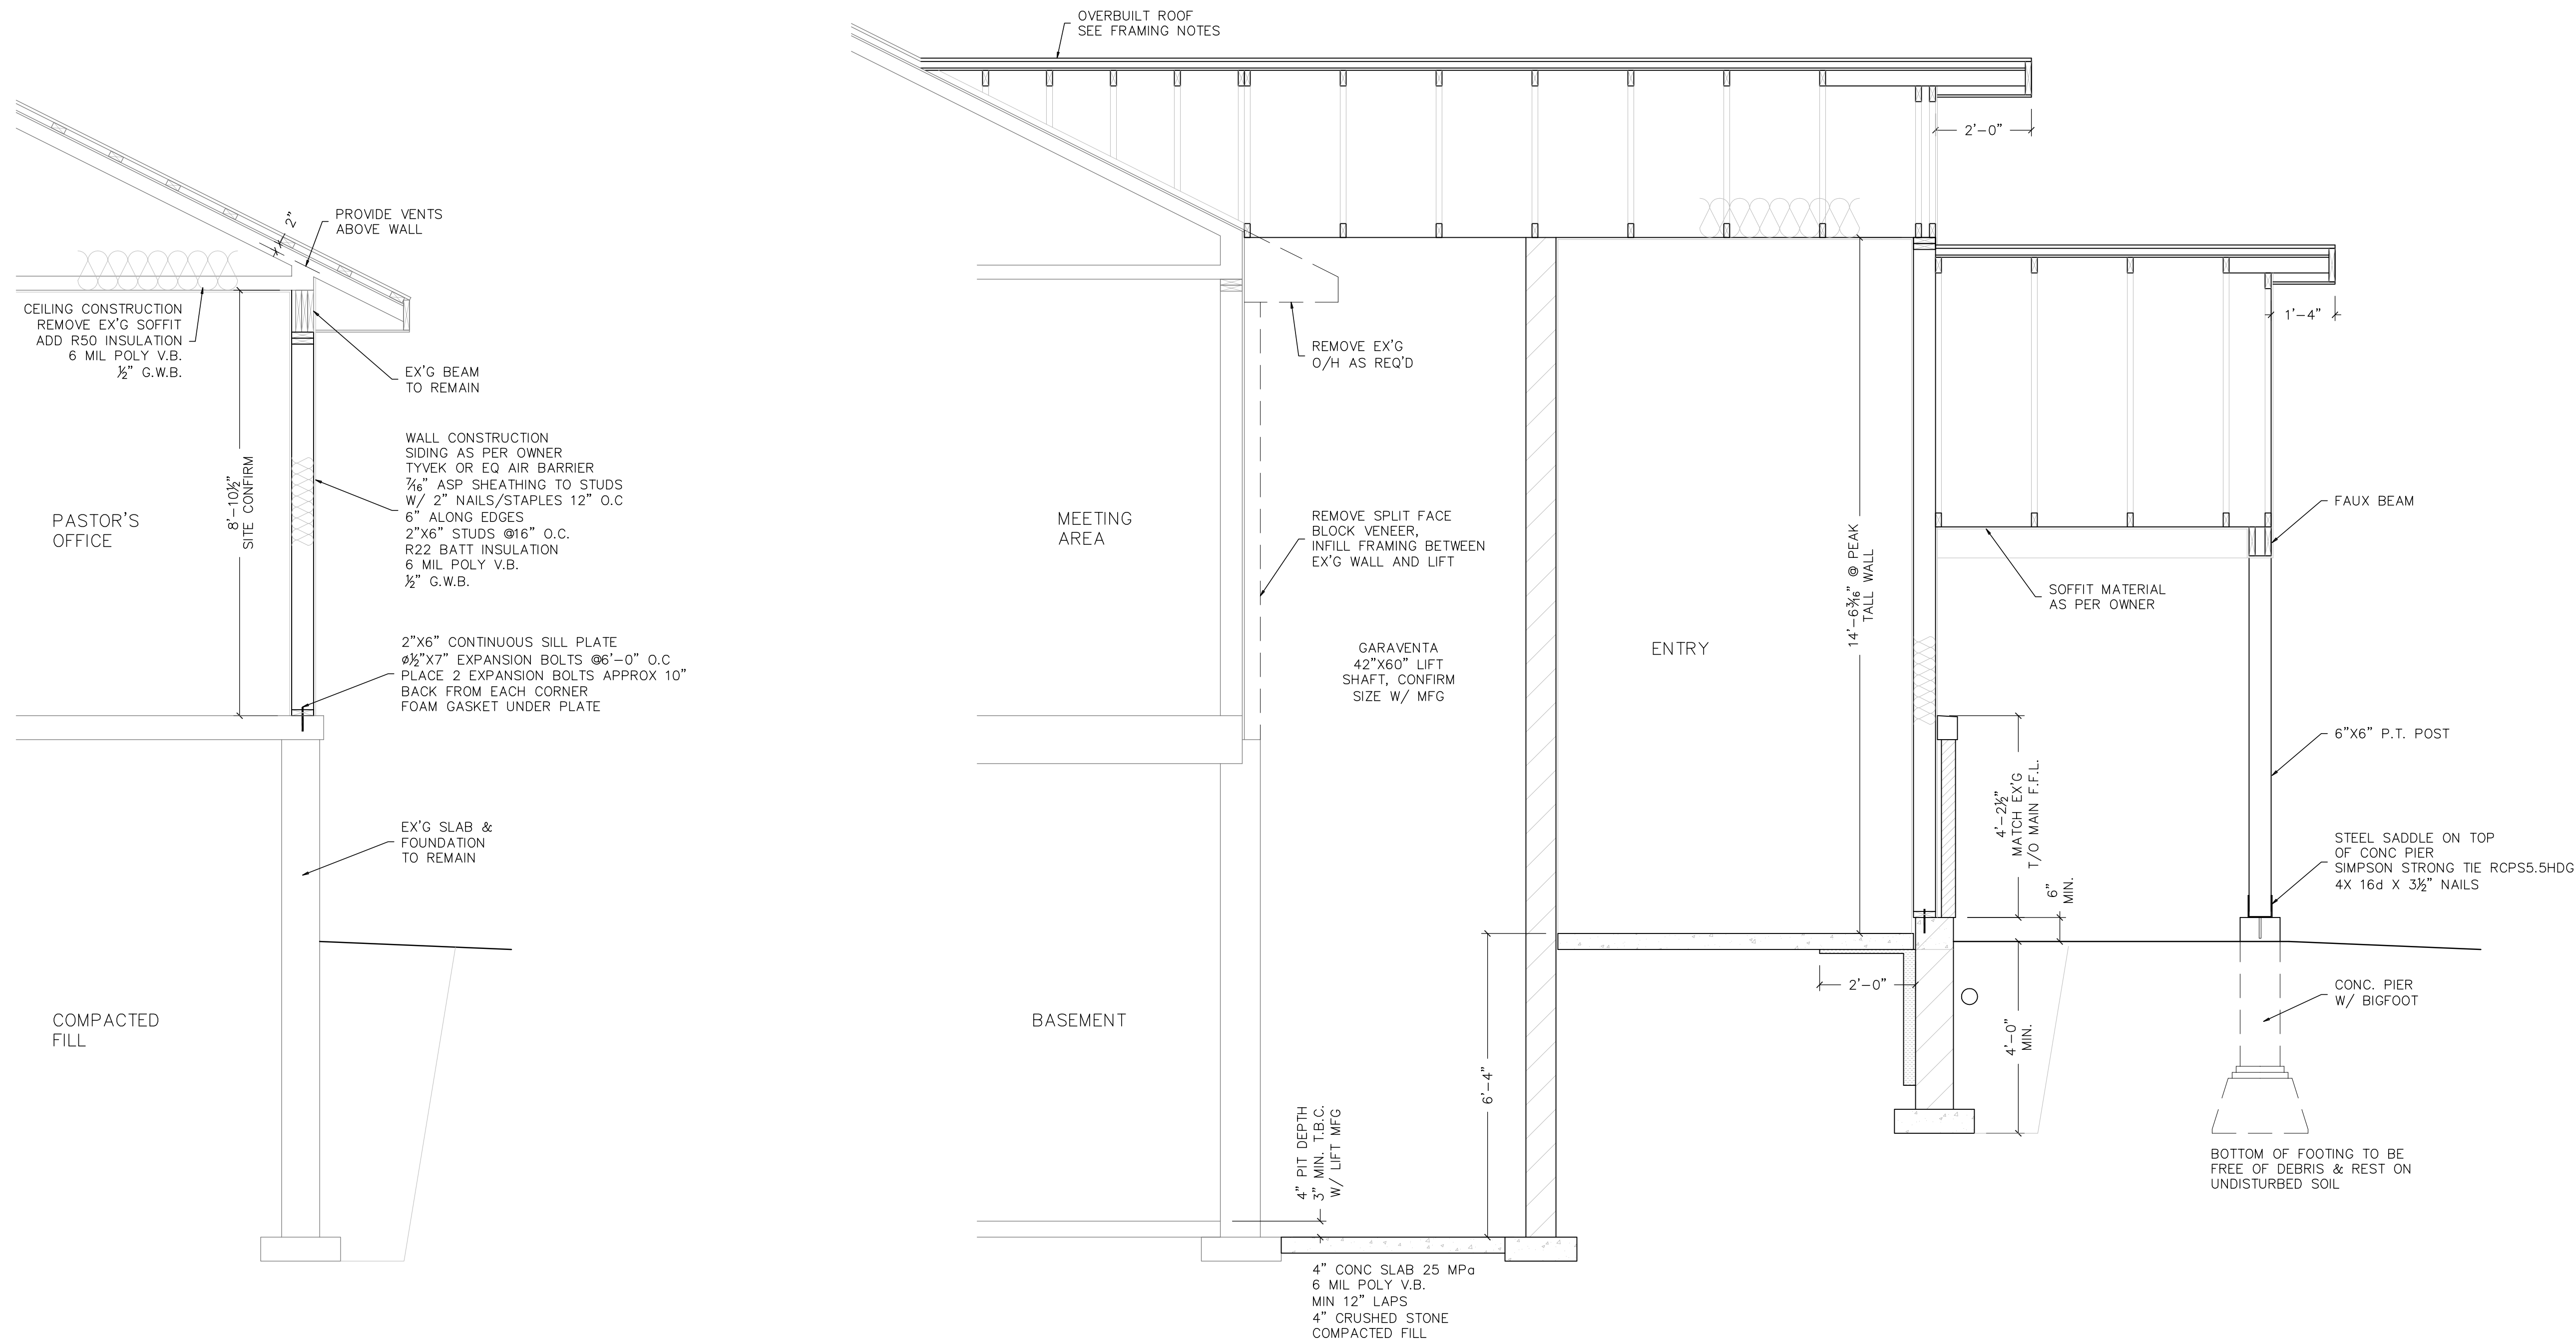 OVERBUILT ROOF
SEE FRAMING NOTES
2'-0"
2"
PROVIDE VENTS
ABOVE WALL
CEILING CONSTRUCTION
REMOVE EX'G SOFFIT
ADD R50 INSULATION
6 MIL POLY V.B.
½" G.W.B.
EX'G BEAM
TO REMAIN
8'-10½"
SITE CONFIRM
WALL CONSTRUCTION
SIDING AS PER OWNER
TYVEK OR EQ AIR BARRIER
7⁄16" ASP SHEATHING TO STUDS
W/ 2" NAILS/STAPLES 12" O.C
6" ALONG EDGES
2"X6" STUDS @16" O.C.
R22 BATT INSULATION
6 MIL POLY V.B.
½" G.W.B.
PASTOR'S
OFFICE
2"X6" CONTINUOUS SILL PLATE
ø½"X7" EXPANSION BOLTS @6'-0" O.C
PLACE 2 EXPANSION BOLTS APPROX 10"
BACK FROM EACH CORNER
FOAM GASKET UNDER PLATE
EX'G SLAB &
FOUNDATION
TO REMAIN
COMPACTED
FILL
REMOVE EX'G
O/H AS REQ'D
MEETING
AREA
REMOVE SPLIT FACE
BLOCK VENEER,
INFILL FRAMING BETWEEN
EX'G WALL AND LIFT
GARAVENTA
42"X60" LIFT
SHAFT, CONFIRM
SIZE W/ MFG
ENTRY
14'-6 3⁄16" @ PEAK
TALL WALL
1'-4"
FAUX BEAM
SOFFIT MATERIAL
AS PER OWNER
6"X6" P.T. POST
4'-2½"
MATCH EX'G
T/O MAIN F.F.L.
6"
MIN.
STEEL SADDLE ON TOP
OF CONC PIER
SIMPSON STRONG TIE RCPS5.5HDG
4X 16d X 3½" NAILS
2'-0"
4'-0"
MIN.
CONC. PIER
W/ BIGFOOT
BASEMENT
6'-4"
4" PIT DEPTH
3" MIN. T.B.C.
W/ LIFT MFG
BOTTOM OF FOOTING TO BE
FREE OF DEBRIS & REST ON
UNDISTURBED SOIL
4" CONC SLAB 25 MPa
6 MIL POLY V.B.
MIN 12" LAPS
4" CRUSHED STONE
COMPACTED FILL